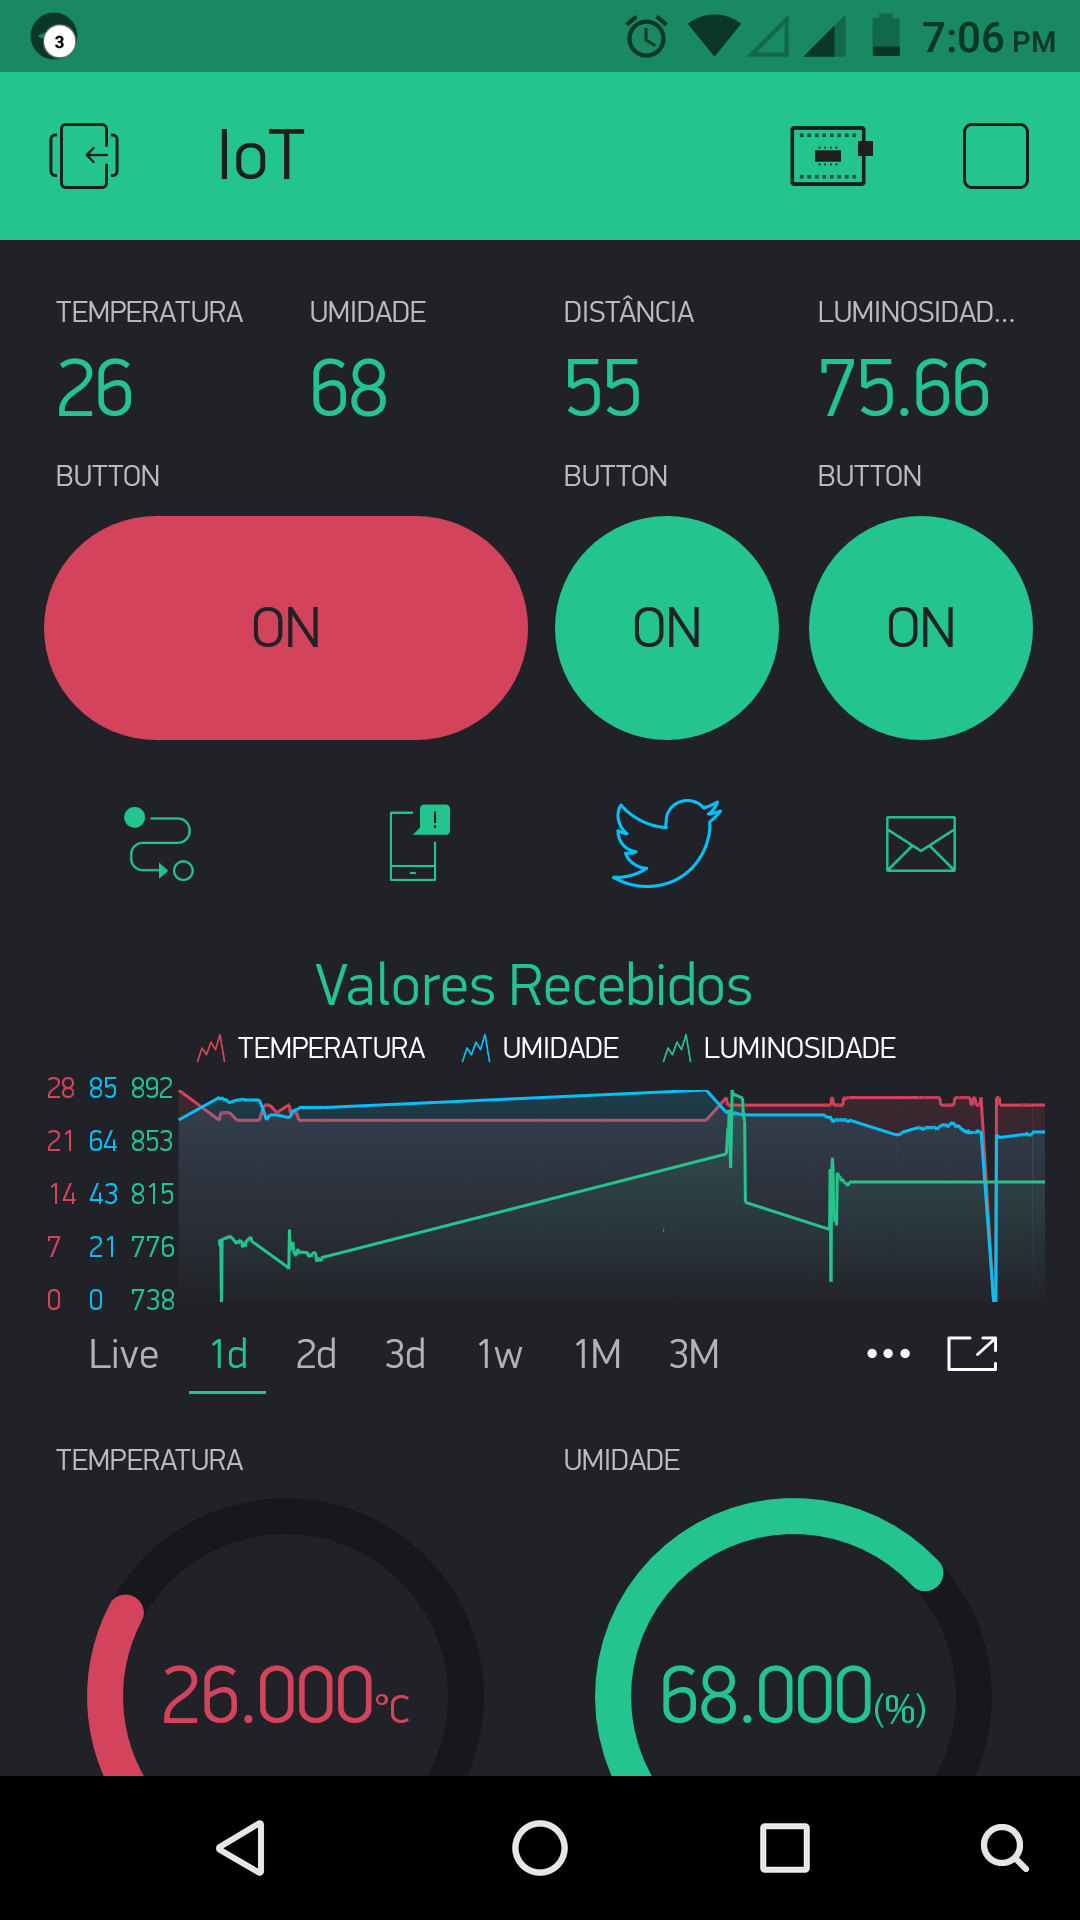 3
7:06 PM
IoT
TEMPERATURA UMIDADE DISTÂNCIA LUMINOSIDAD...
26 68 55 75.66
BUTTON BUTTON BUTTON
ON ON ON
!
Valores Recebidos
TEMPERATURA UMIDADE LUMINOSIDADE
28 85 892
21 64 853
14 43 815
7 21 776
0 0 738
Live 1d 2d 3d 1w 1M 3M
TEMPERATURA UMIDADE
26.000°C 68.000(%)